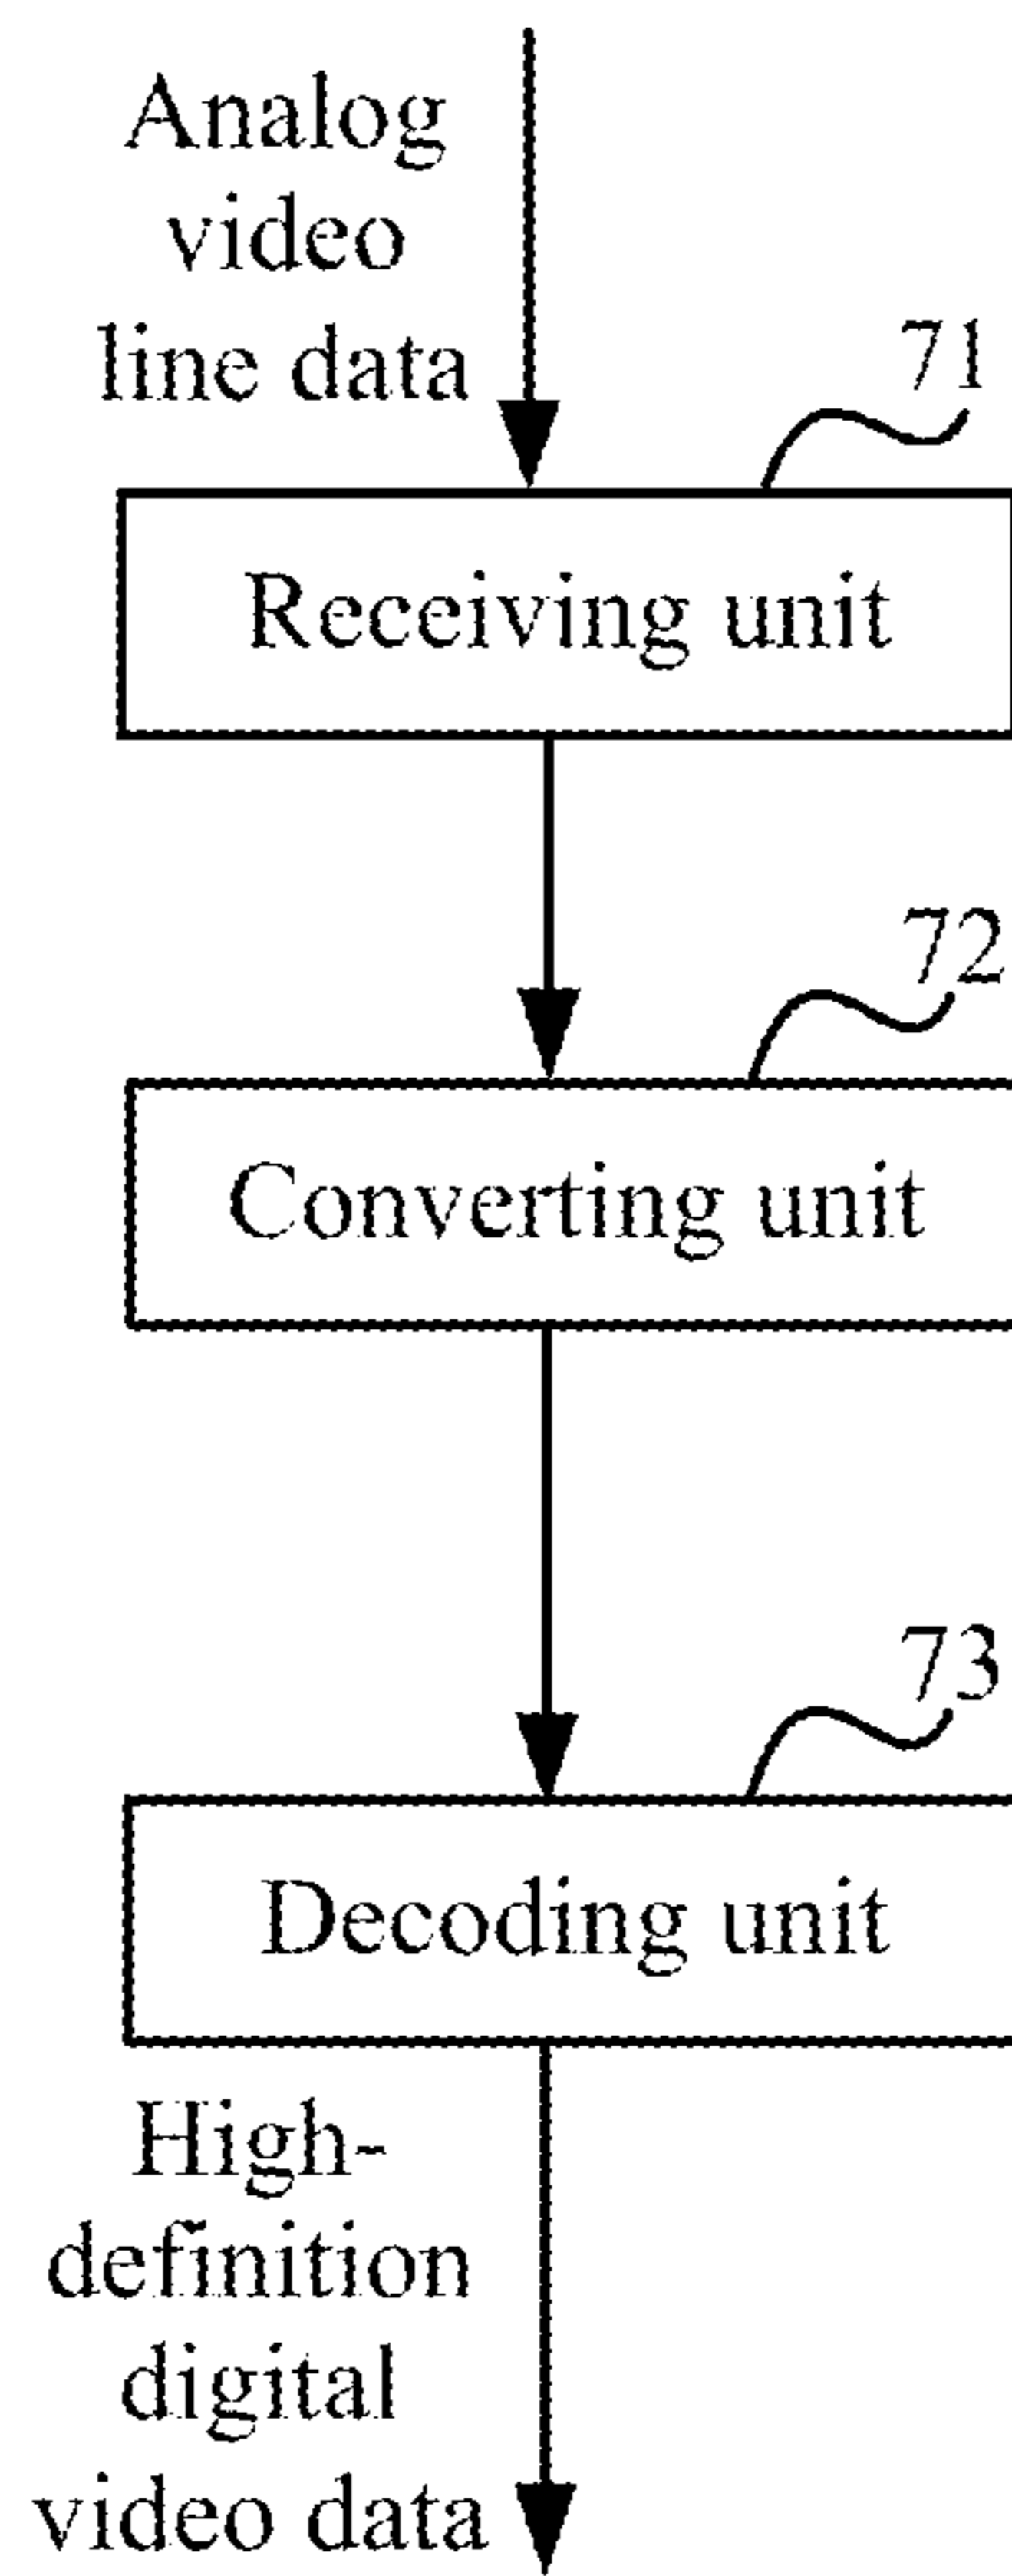 Analog
video
line data
71
Receiving unit
72
Converting unit
73
Decoding unit
High-
definition
digital
video data